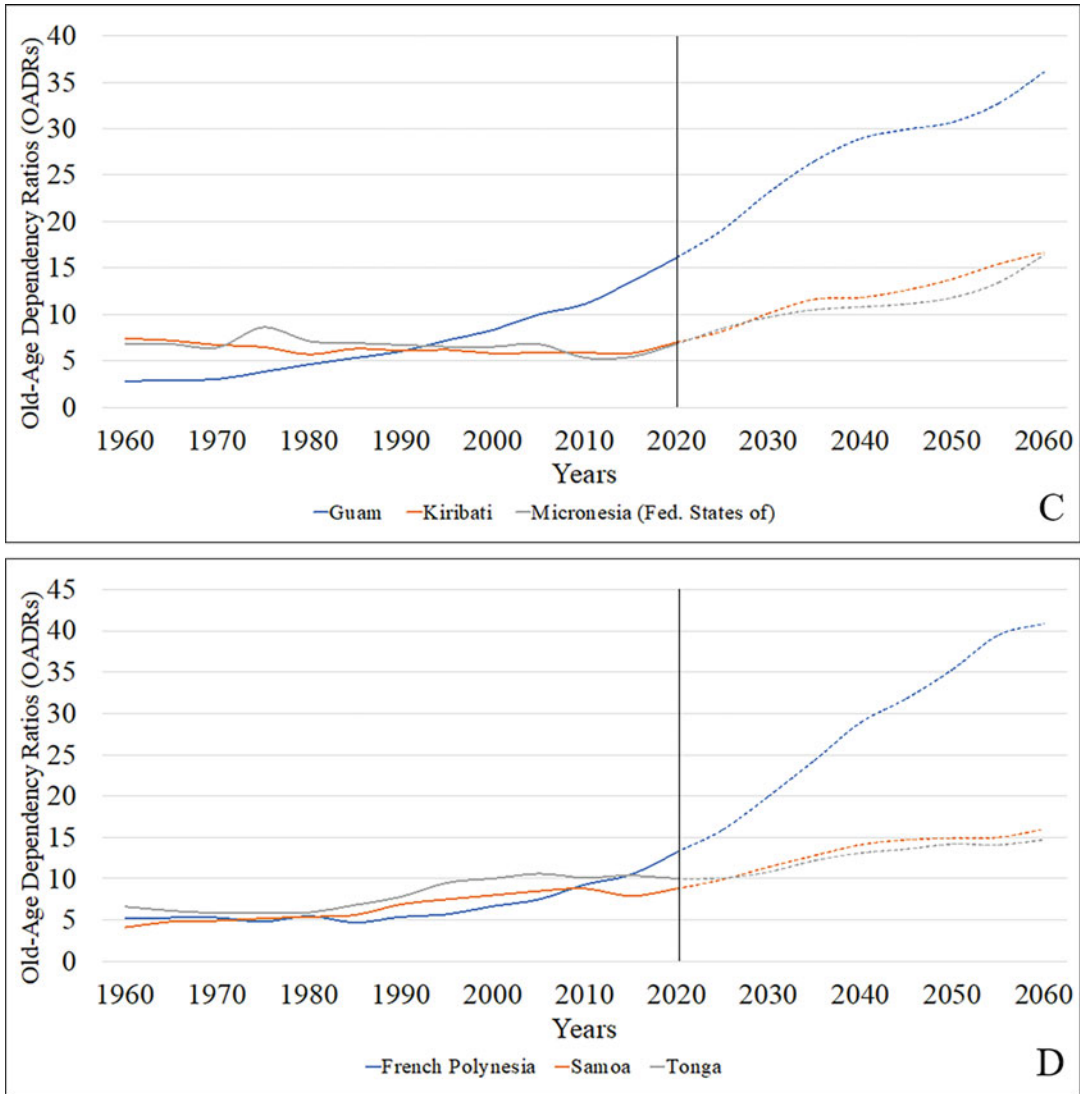 Old-Age Dependency Ratios (OADRs)
40
35
30
25
20
15
10
5
0
1960 1970 1980 1990 2000 2010 2020 2030 2040 2050 2060
Years
Guam Kiribati Micronesia (Fed. States of)
C
Old-Age Dependency Ratios (OADRs)
45
40
35
30
25
20
15
10
5
0
1960 1970 1980 1990 2000 2010 2020 2030 2040 2050 2060
Years
French Polynesia Samoa Tonga
D